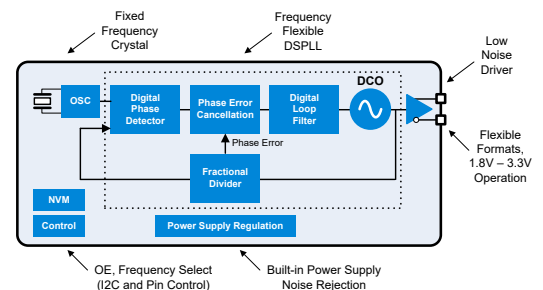 Fixed
Frequency
Crystal
Frequency
Flexible
DSPLL
Low
Noise
Driver
DCO
OSC
Digital
Phase
Detector
Phase Error
Cancellation
Digital
Loop
Filter
Phase Error
Flexible
Formats,
1.8V – 3.3V
Operation
Fractional
Divider
NVM
Control
Power Supply Regulation
OE, Frequency Select
(I2C and Pin Control)
Built-in Power Supply
Noise Rejection